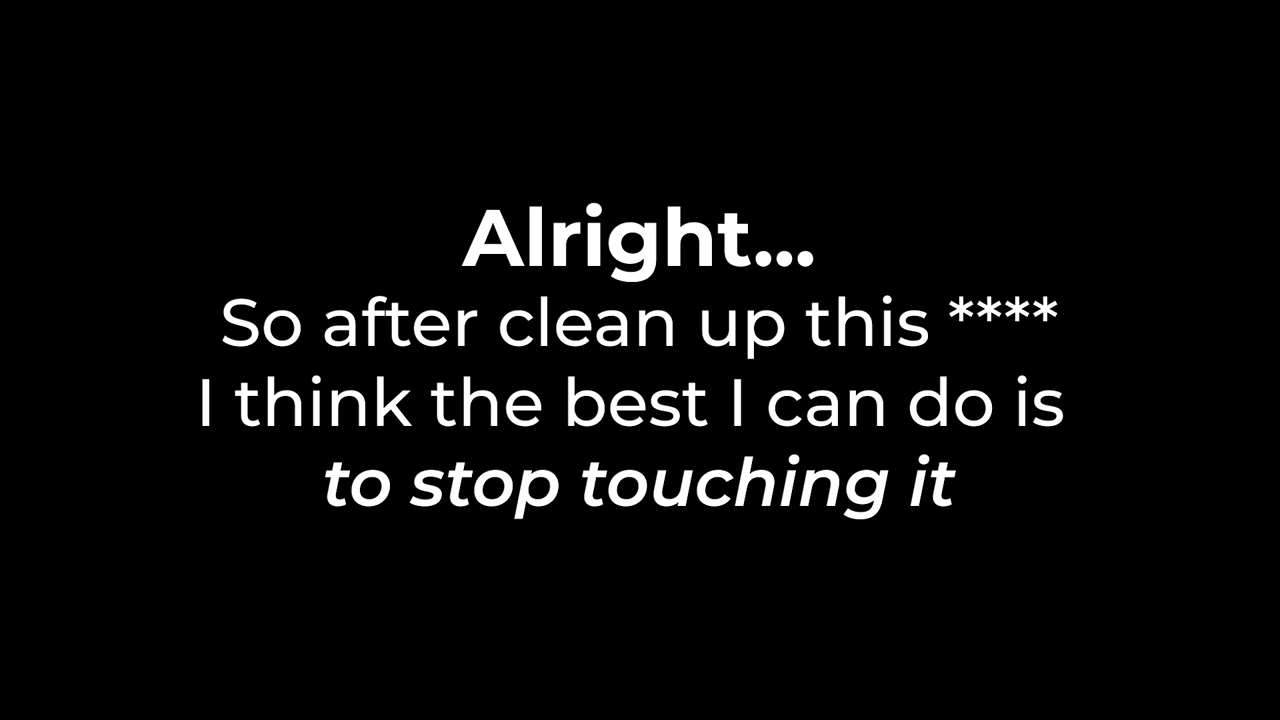 Alright...
So after clean up this ****
I think the best I can do is
to stop touching it